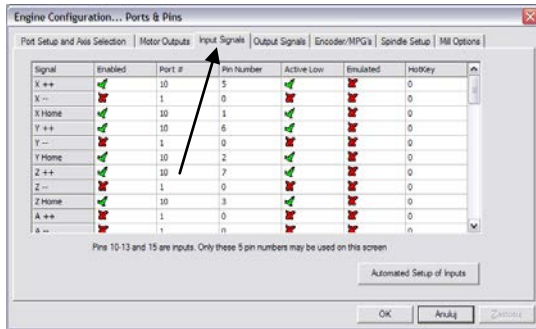 Engine Configuration... Ports & Pins
Port Setup and Axis Selection Motor Outputs Input Signals Output Signals Encoder/MPG's Spindle Setup Mill Options
Signal Enabled Port # Pin Number Active Low Emulated HotKey
X ++ 10 5 0
X -- 1 0 0
X Home 10 1 0
Y ++ 10 6 0
Y -- 1 0 0
Y Home 10 2 0
Z ++ 10 7 0
Z -- 1 0 0
Z Home 10 3 0
A ++ 1 0 0
A -- 1 0 0
Pins 10-13 and 15 are inputs. Only these 5 pin numbers may be used on this screen
Automated Setup of Inputs
OK Anuluj Zastosuj